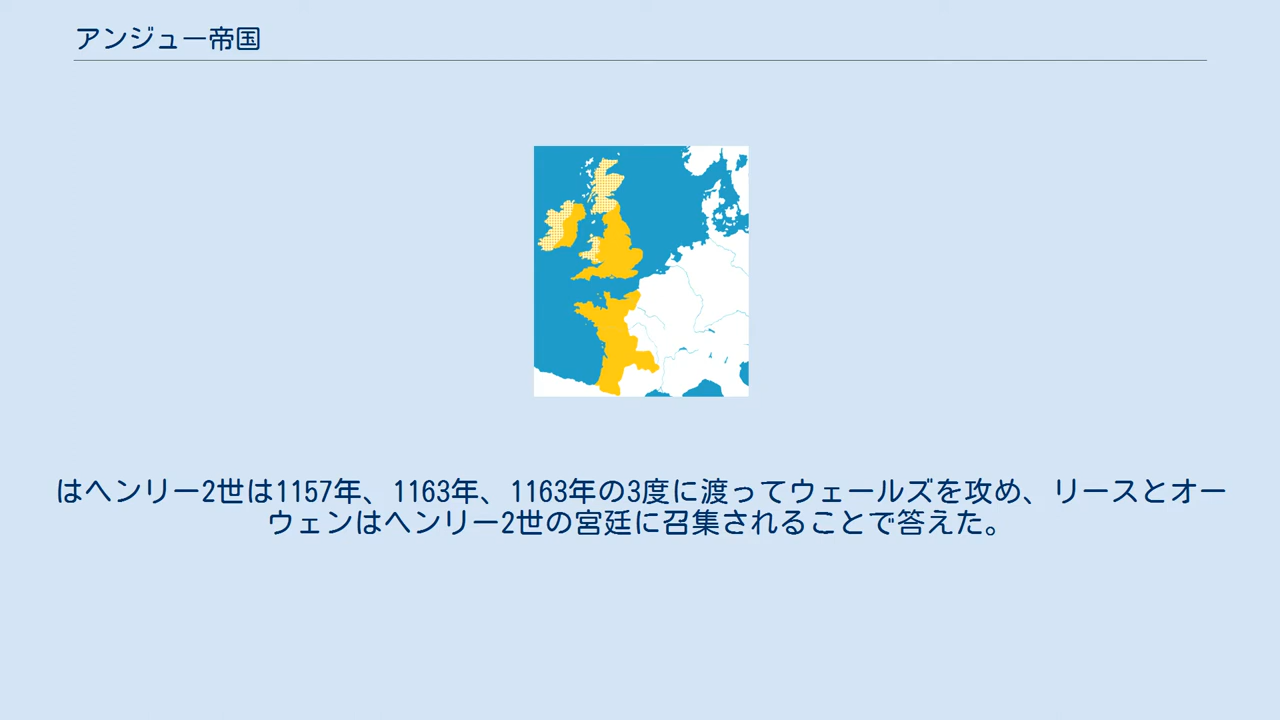 アンジュー帝国
はヘンリー2世は1157年、1163年、1163年の3度に渡ってウェールズを攻め、リースとオー
ウェンはヘンリー2世の宮廷に召集されることで答えた。